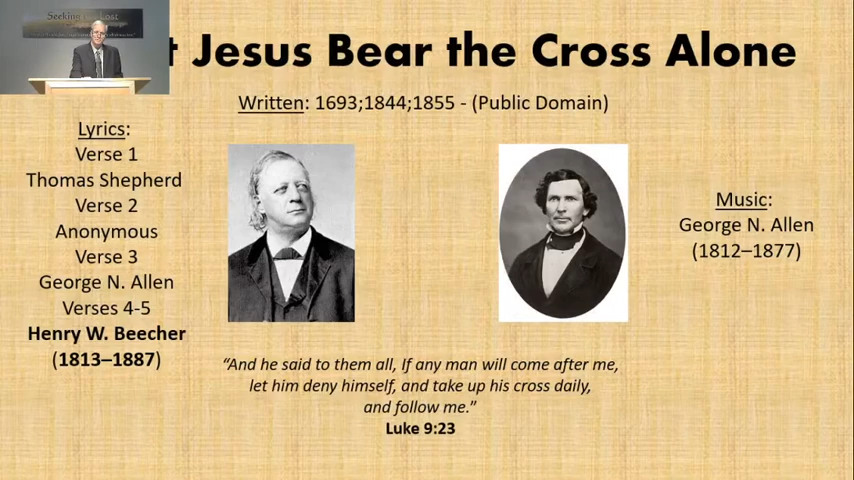 Seeking the Lost
t Jesus Bear the Cross Alone
Written: 1693;1844;1855 - (Public Domain)
Lyrics:
Verse 1
Thomas Shepherd
Verse 2
Anonymous
Verse 3
George N. Allen
Verses 4-5
Henry W. Beecher
(1813–1887)
Music:
George N. Allen
(1812–1877)
“And he said to them all, If any man will come after me,
let him deny himself, and take up his cross daily,
and follow me.”
Luke 9:23